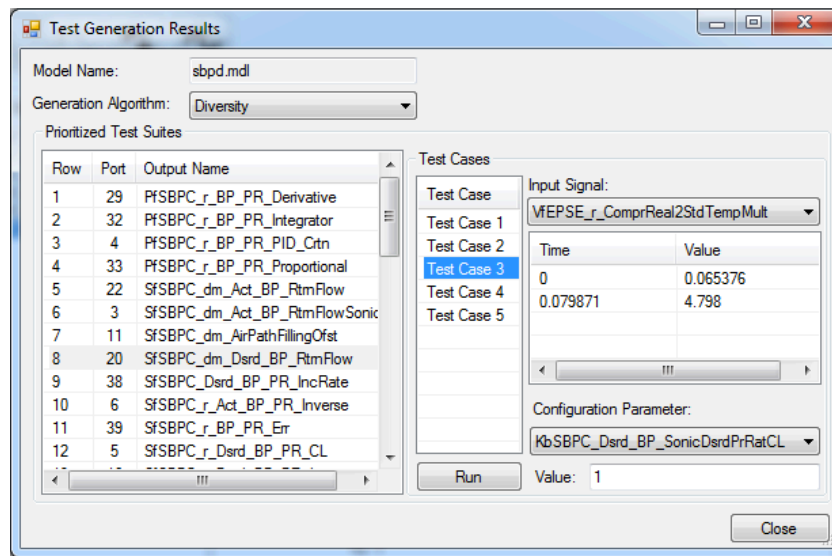 Test Generation Results
Model Name: sbpd.mdl
Generation Algorithm: Diversity
Prioritized Test Suites
Row Port Output Name
1 29 PfSBPC_r_BP_PR_Derivative
2 32 PfSBPC_r_BP_PR_Integrator
3 4 PfSBPC_r_BP_PR_PID_Crtn
4 33 PfSBPC_r_BP_PR_Proportional
5 22 SfSBPC_dm_Act_BP_RtrnFlow
6 3 SfSBPC_dm_Act_BP_RtrnFlowSonic
7 11 SfSBPC_dm_AirPathFillingOfst
8 20 SfSBPC_dm_Dsrd_BP_RtrnFlow
9 38 SfSBPC_Dsrd_BP_PR_IncRate
10 6 SfSBPC_r_Act_BP_PR_Inverse
11 39 SfSBPC_r_BP_PR_Err
12 5 SfSBPC_r_Dsrd_BP_PR_CL
Test Cases
Test Case
Test Case 1
Test Case 2
Test Case 3
Test Case 4
Test Case 5
Run
Input Signal:
VfEPSE_r_ComprReal2StdTempMult
Time Value
0 0.065376
0.079871 4.798
Configuration Parameter:
KbSBPC_Dsrd_BP_SonicDsrdPrRatCL
Value: 1
Close